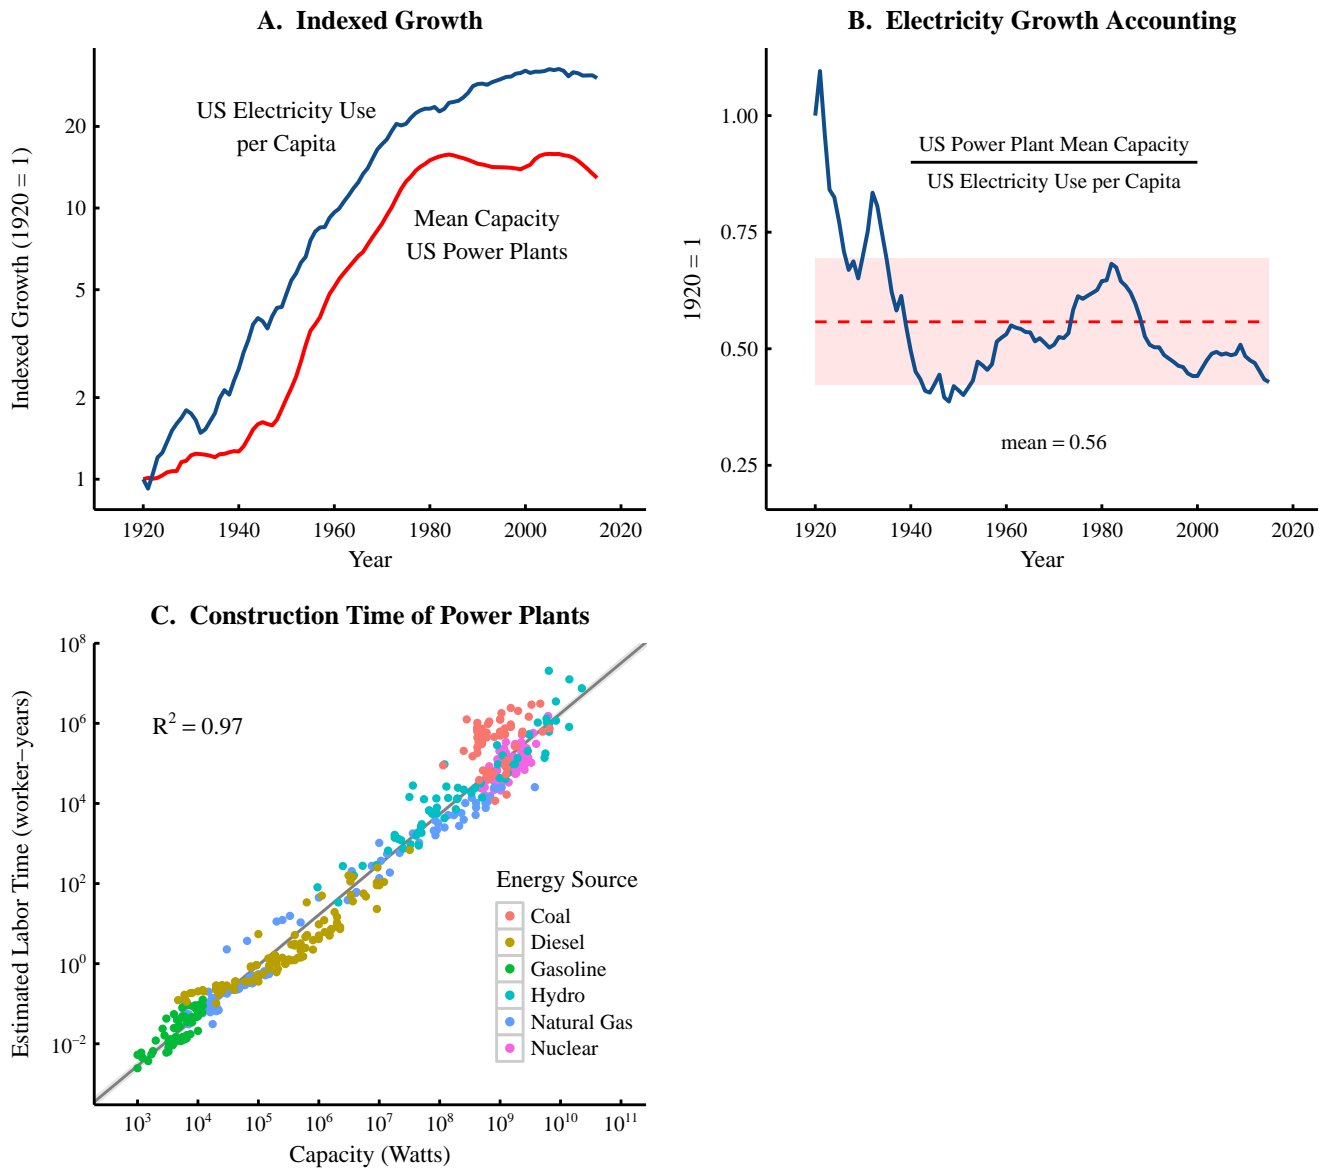 A. Indexed Growth
Indexed Growth (1920 = 1)
20
10
5
2
1
US Electricity Use
per Capita
Mean Capacity
US Power Plants
1920 1940 1960 1980 2000 2020
Year
B. Electricity Growth Accounting
1920 = 1
1.00
0.75
0.50
0.25
US Power Plant Mean Capacity
US Electricity Use per Capita
mean = 0.56
1920 1940 1960 1980 2000 2020
Year
C. Construction Time of Power Plants
Estimated Labor Time (worker−years)
10^8
10^6
10^4
10^2
10^0
10^−2
R^2 = 0.97
Energy Source
Coal
Diesel
Gasoline
Hydro
Natural Gas
Nuclear
10^3 10^4 10^5 10^6 10^7 10^8 10^9 10^10 10^11
Capacity (Watts)